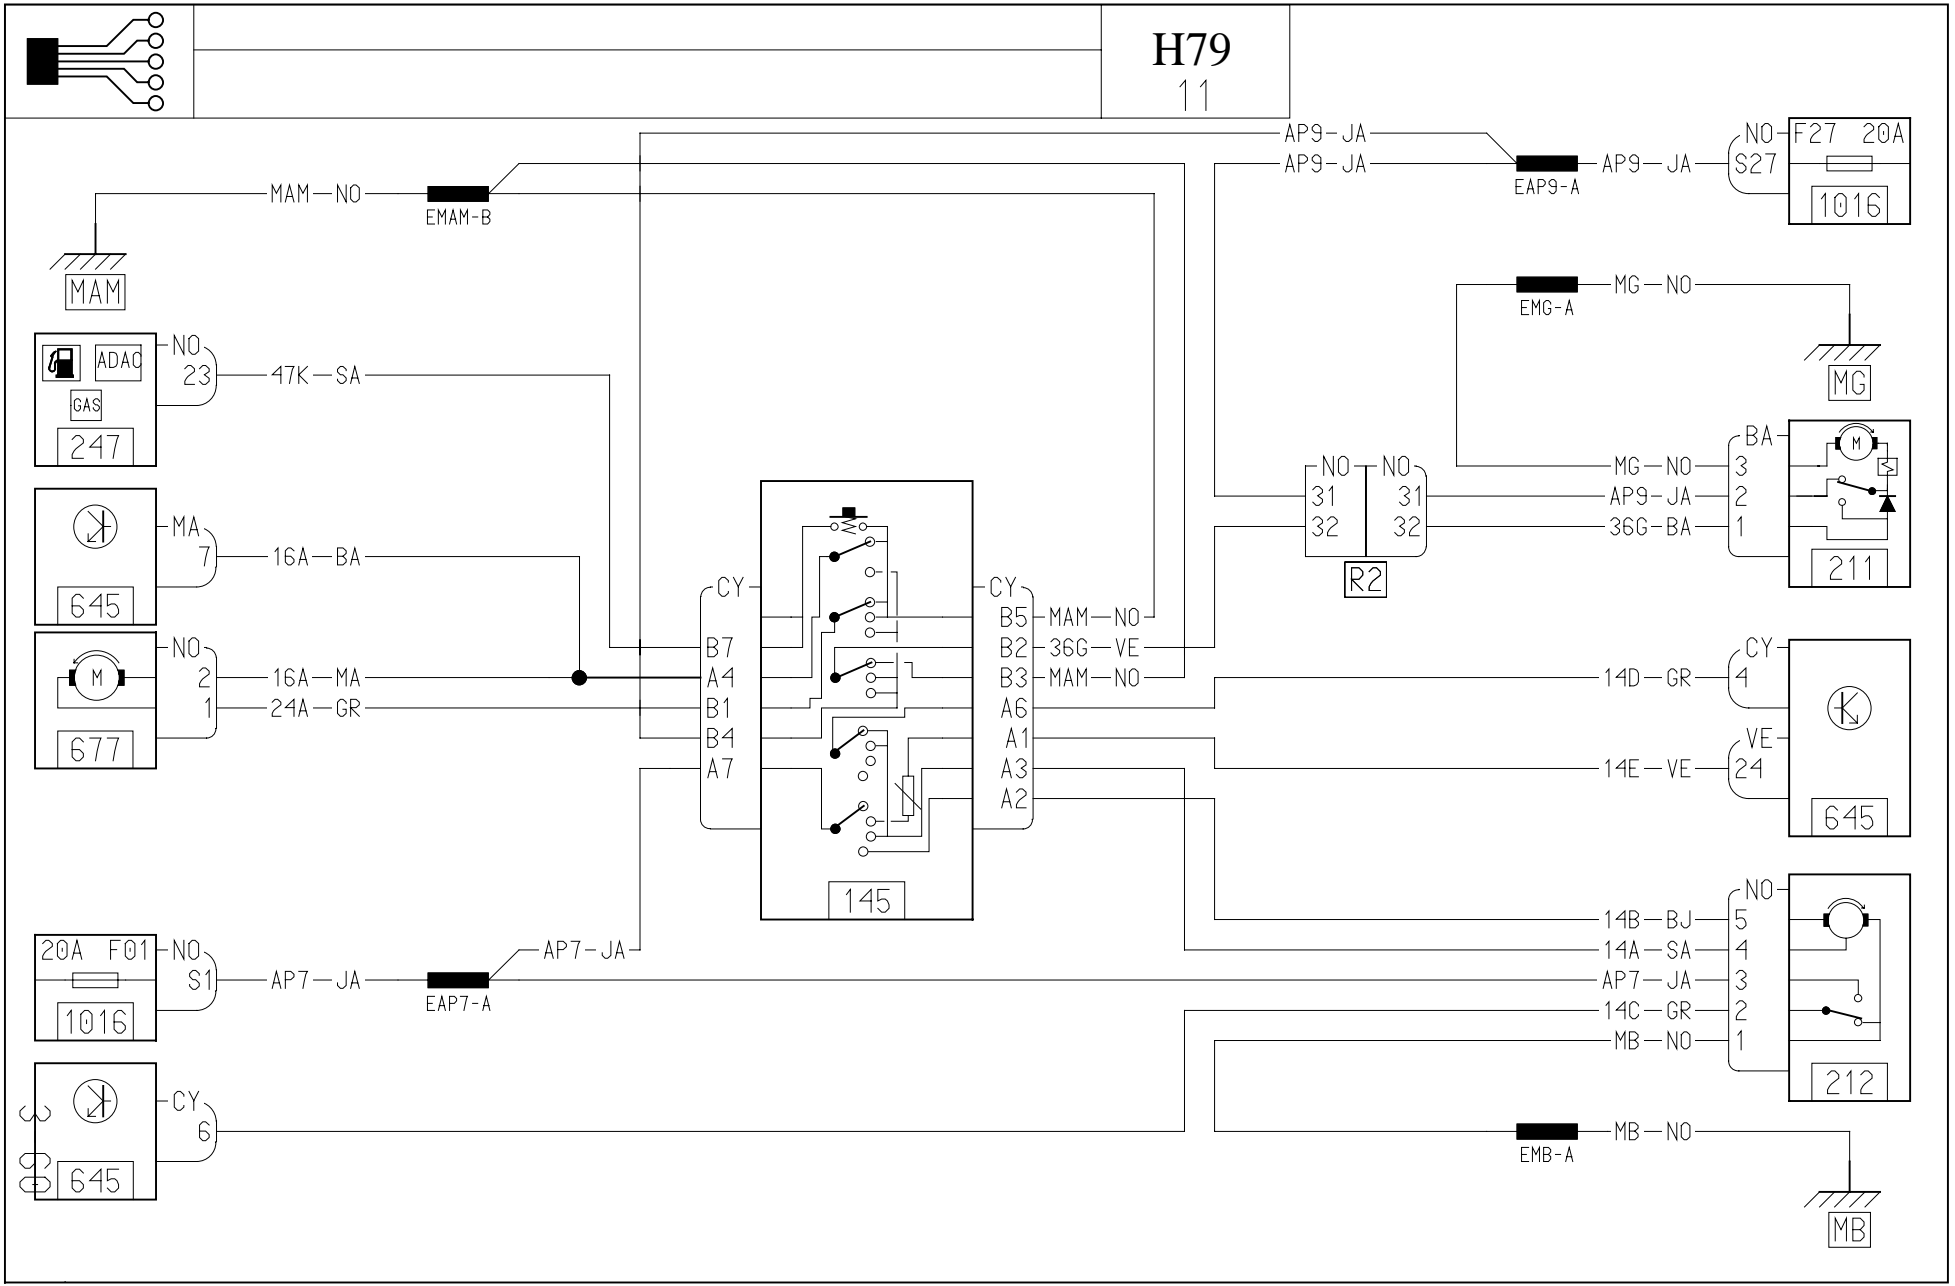 H79
11
AP9-JA
AP9-JA
AP9-JA
NO
S27
F27 20A
1016
EAP9-A
MAM-NO
EMAM-B
MAM
MG-NO
EMG-A
MG
ADAC
GAS
247
NO
23
47K-SA
645
MA
7
16A-BA
677
NO
2
1
16A-MA
24A-GR
CY
B7
A4
B1
B4
A7
145
CY
B5
B2
B3
A6
A1
A3
A2
MAM-NO
36G-VE
MAM-NO
NO
31
32
NO
31
32
R2
MG-NO
AP9-JA
36G-BA
BA
3
2
1
M
211
M
14D-GR
14E-VE
CY
4
VE
24
645
14B-BJ
14A-SA
AP7-JA
14C-GR
MB-NO
NO
5
4
3
2
1
212
20A F01
1016
NO
S1
AP7-JA
EAP7-A
AP7-JA
645
CY
6
MB-NO
EMB-A
MB